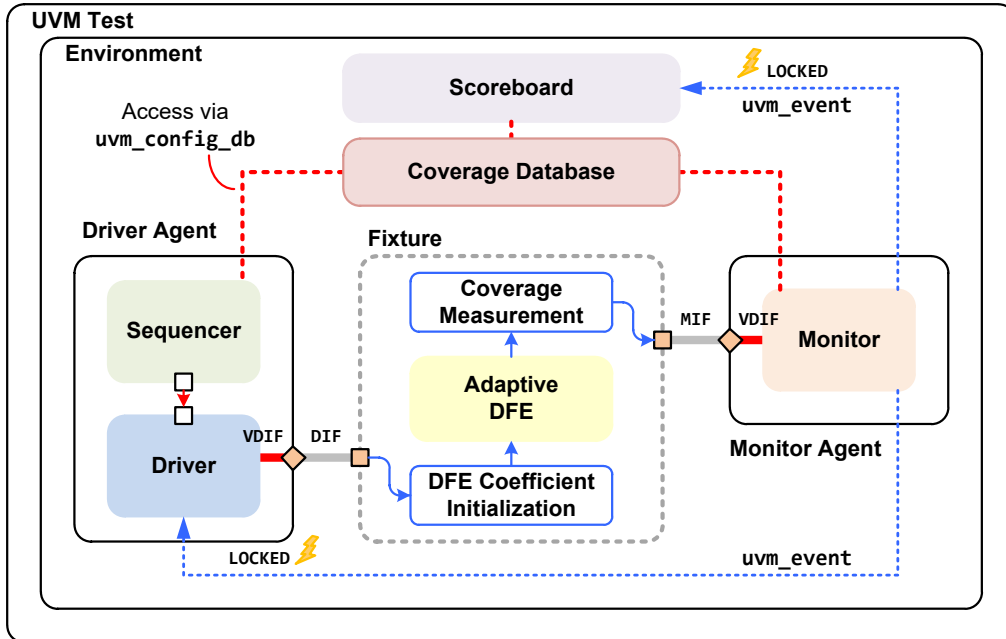 UVM Test
Environment
Scoreboard
LOCKED
uvm_event
Access via
uvm_config_db
Coverage Database
Driver Agent
Fixture
Sequencer
Coverage
Measurement
MIF
VDIF
Monitor
Adaptive
DFE
VDIF
DIF
Driver
DFE Coefficient
Initialization
Monitor Agent
LOCKED
uvm_event